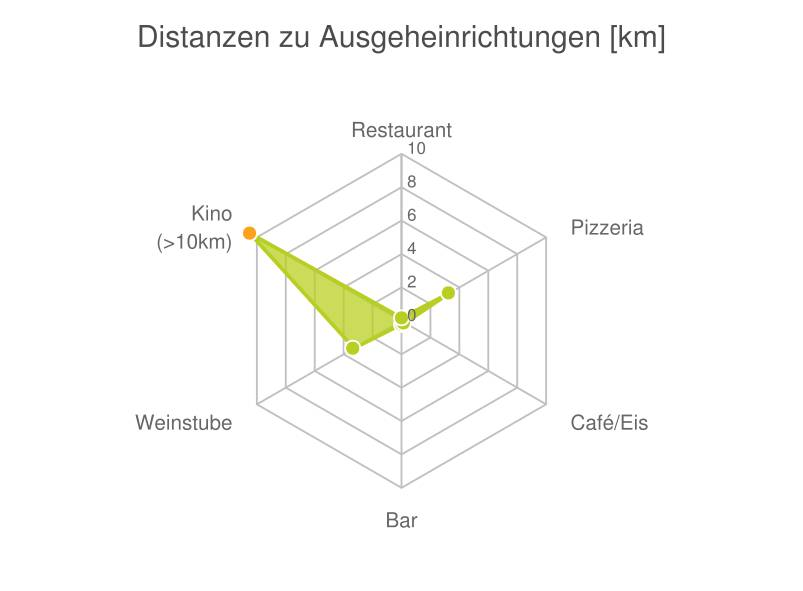 Distanzen zu Ausgeheinrichtungen [km]
Restaurant
10
8
6
4
2
0
Kino
(>10km)
Pizzeria
Weinstube
Café/Eis
Bar